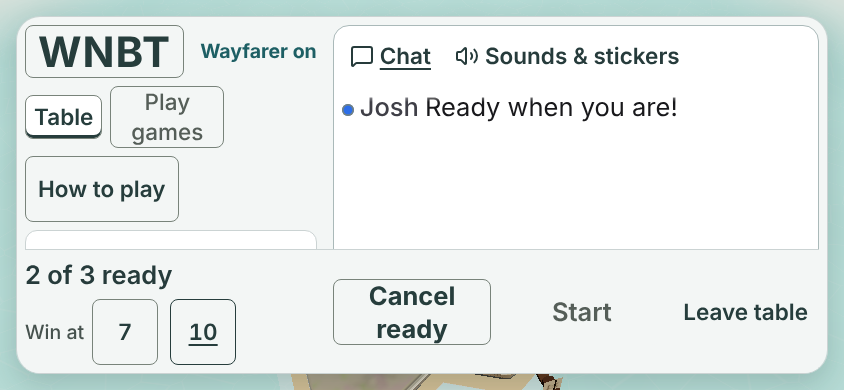 WNBT
Wayfarer on
Table
Play
games
How to play
Chat
Sounds & stickers
Josh Ready when you are!
2 of 3 ready
Win at
7
10
Cancel
ready
Start
Leave table